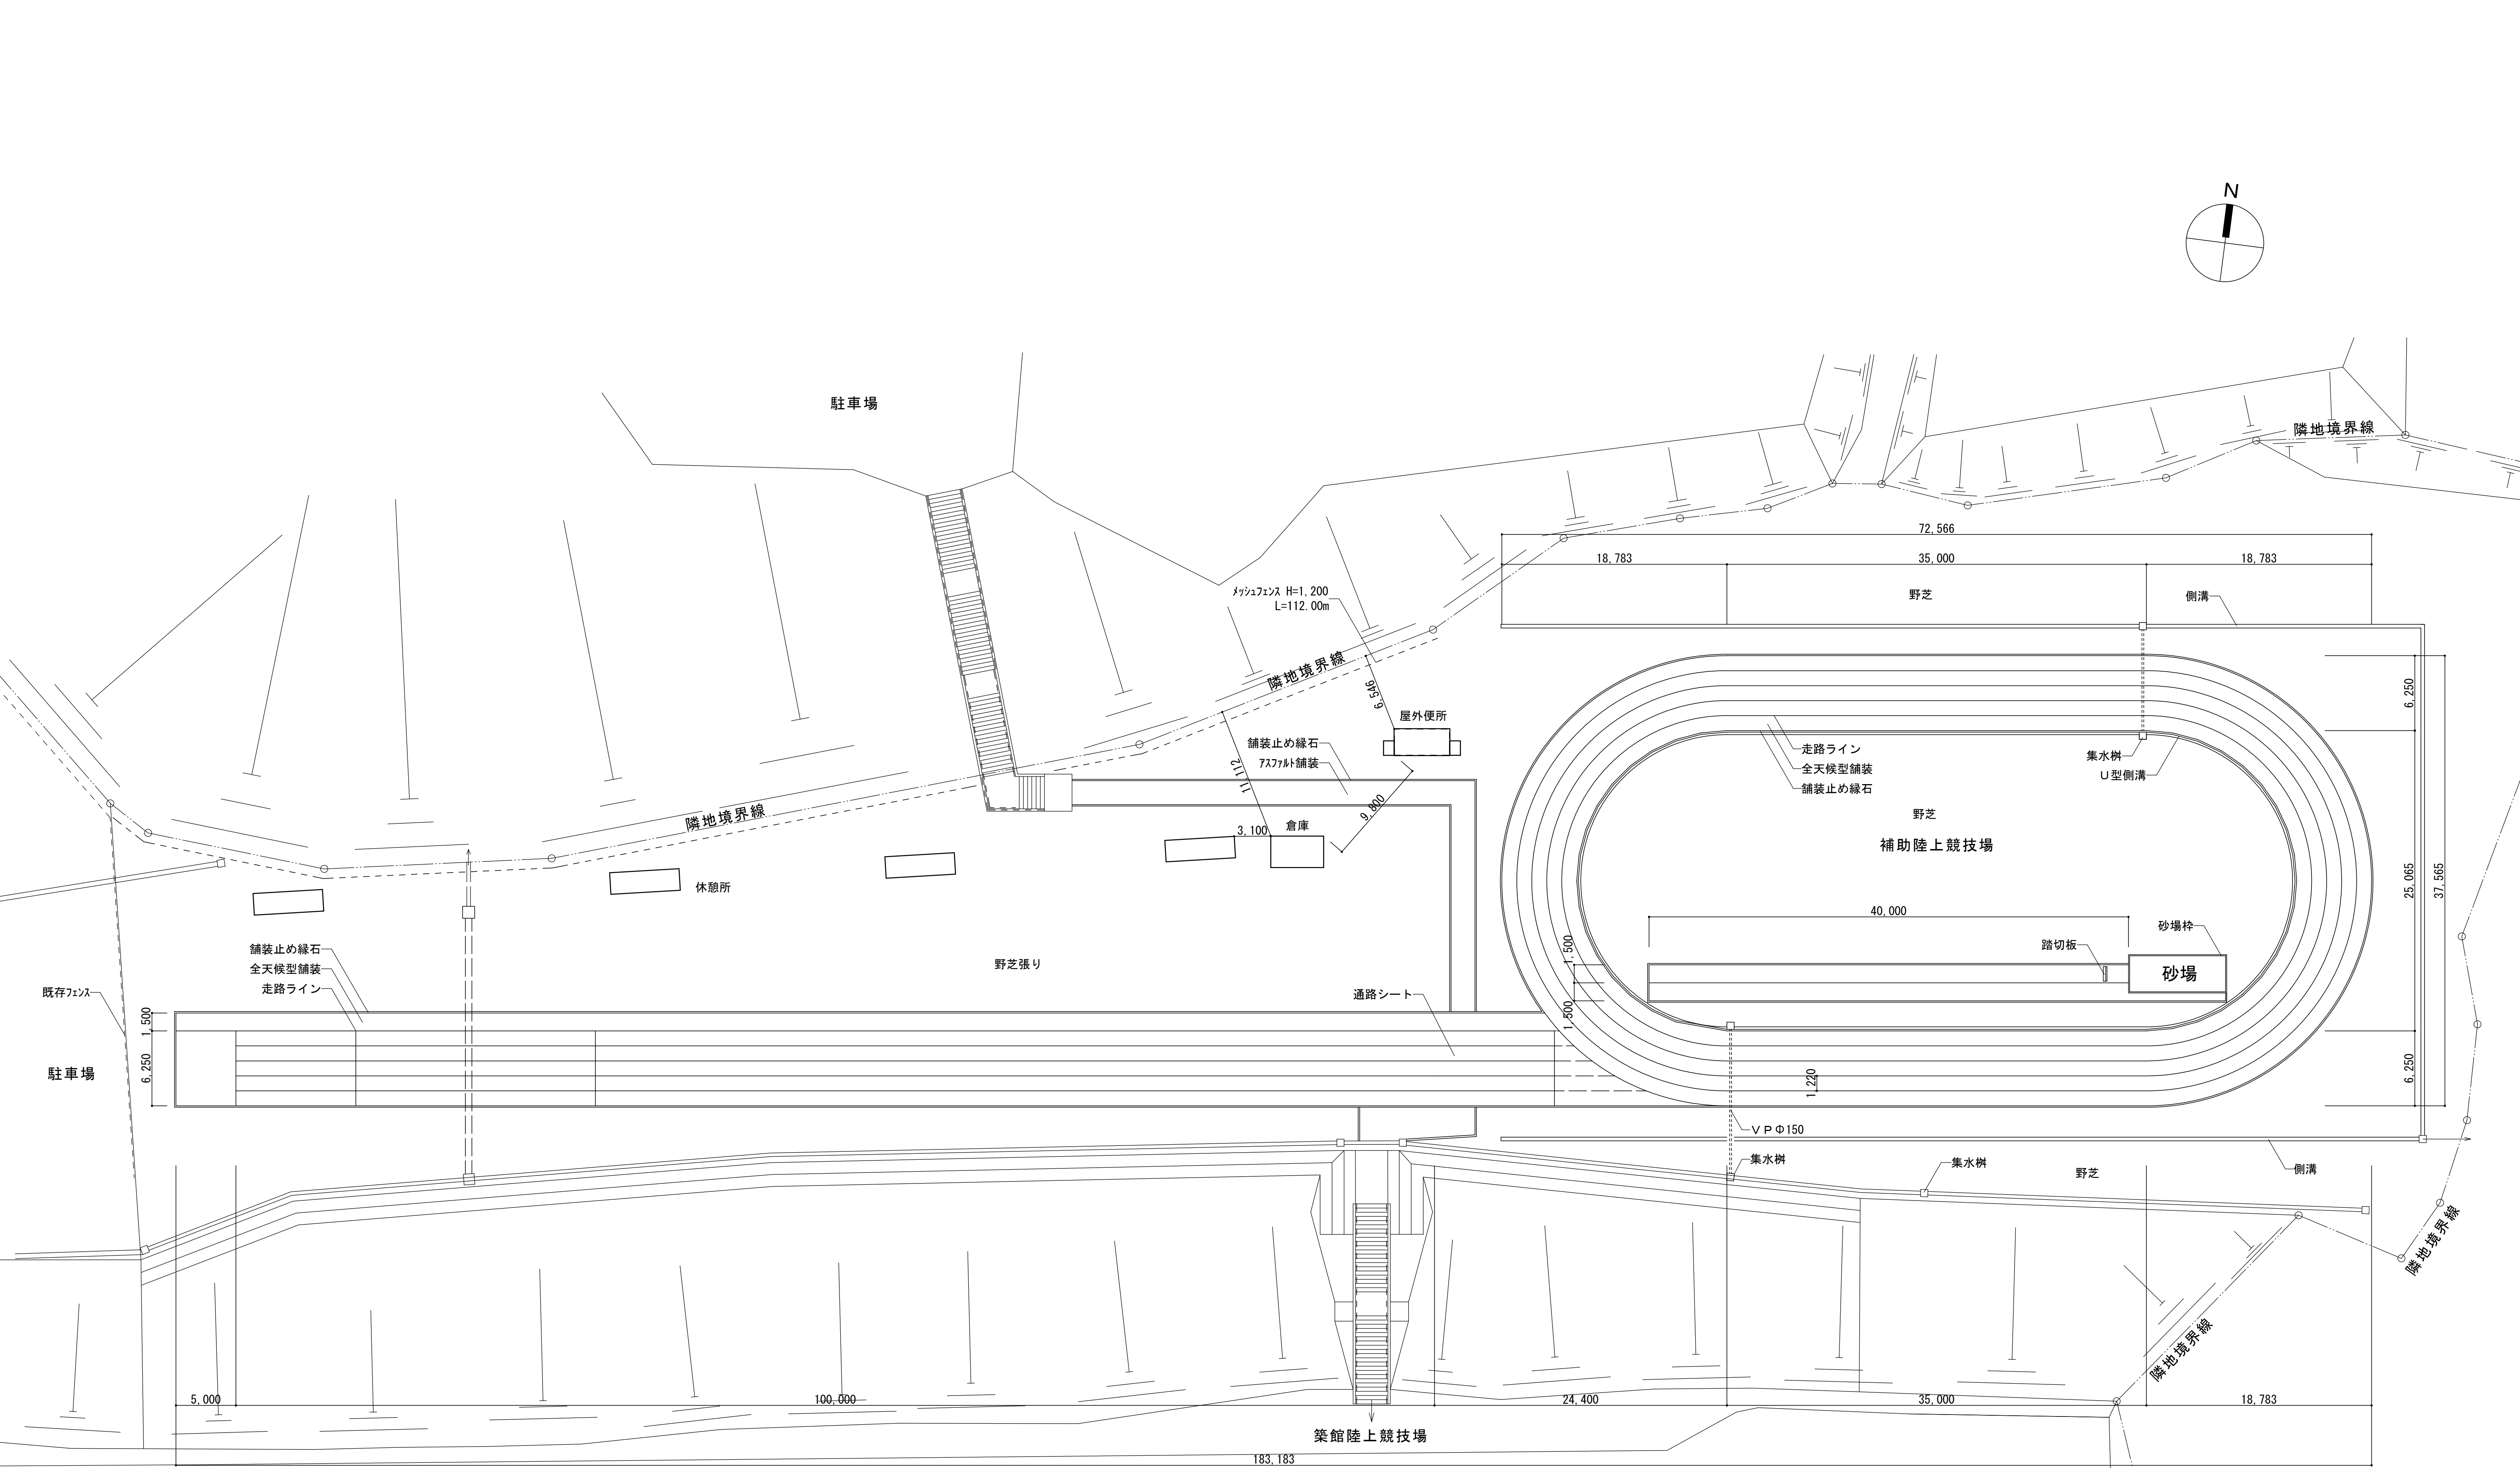 N
駐車場
隣地境界線
72,566
18,783
35,000
18,783
野芝
側溝
ﾒｯｼｭﾌｪﾝｽ H=1,200
L=112.00m
隣地境界線
6,546
屋外便所
舗装止め縁石
ｱｽﾌｧﾙﾄ舗装
11,112
9,800
3,100
倉庫
隣地境界線
休憩所
走路ライン
全天候型舗装
舗装止め縁石
集水桝
U型側溝
6,250
25,065
37,565
6,250
野芝
補助陸上競技場
40,000
砂場枠
踏切板
砂場
1,500
1,500
舗装止め縁石
全天候型舗装
走路ライン
野芝張り
既存ﾌｪﾝｽ
通路シート
1,500
6,250
駐車場
1,220
VPΦ150
集水桝
集水桝
野芝
側溝
隣地境界線
隣地境界線
5,000
100,000
24,400
35,000
18,783
築館陸上競技場
183,183